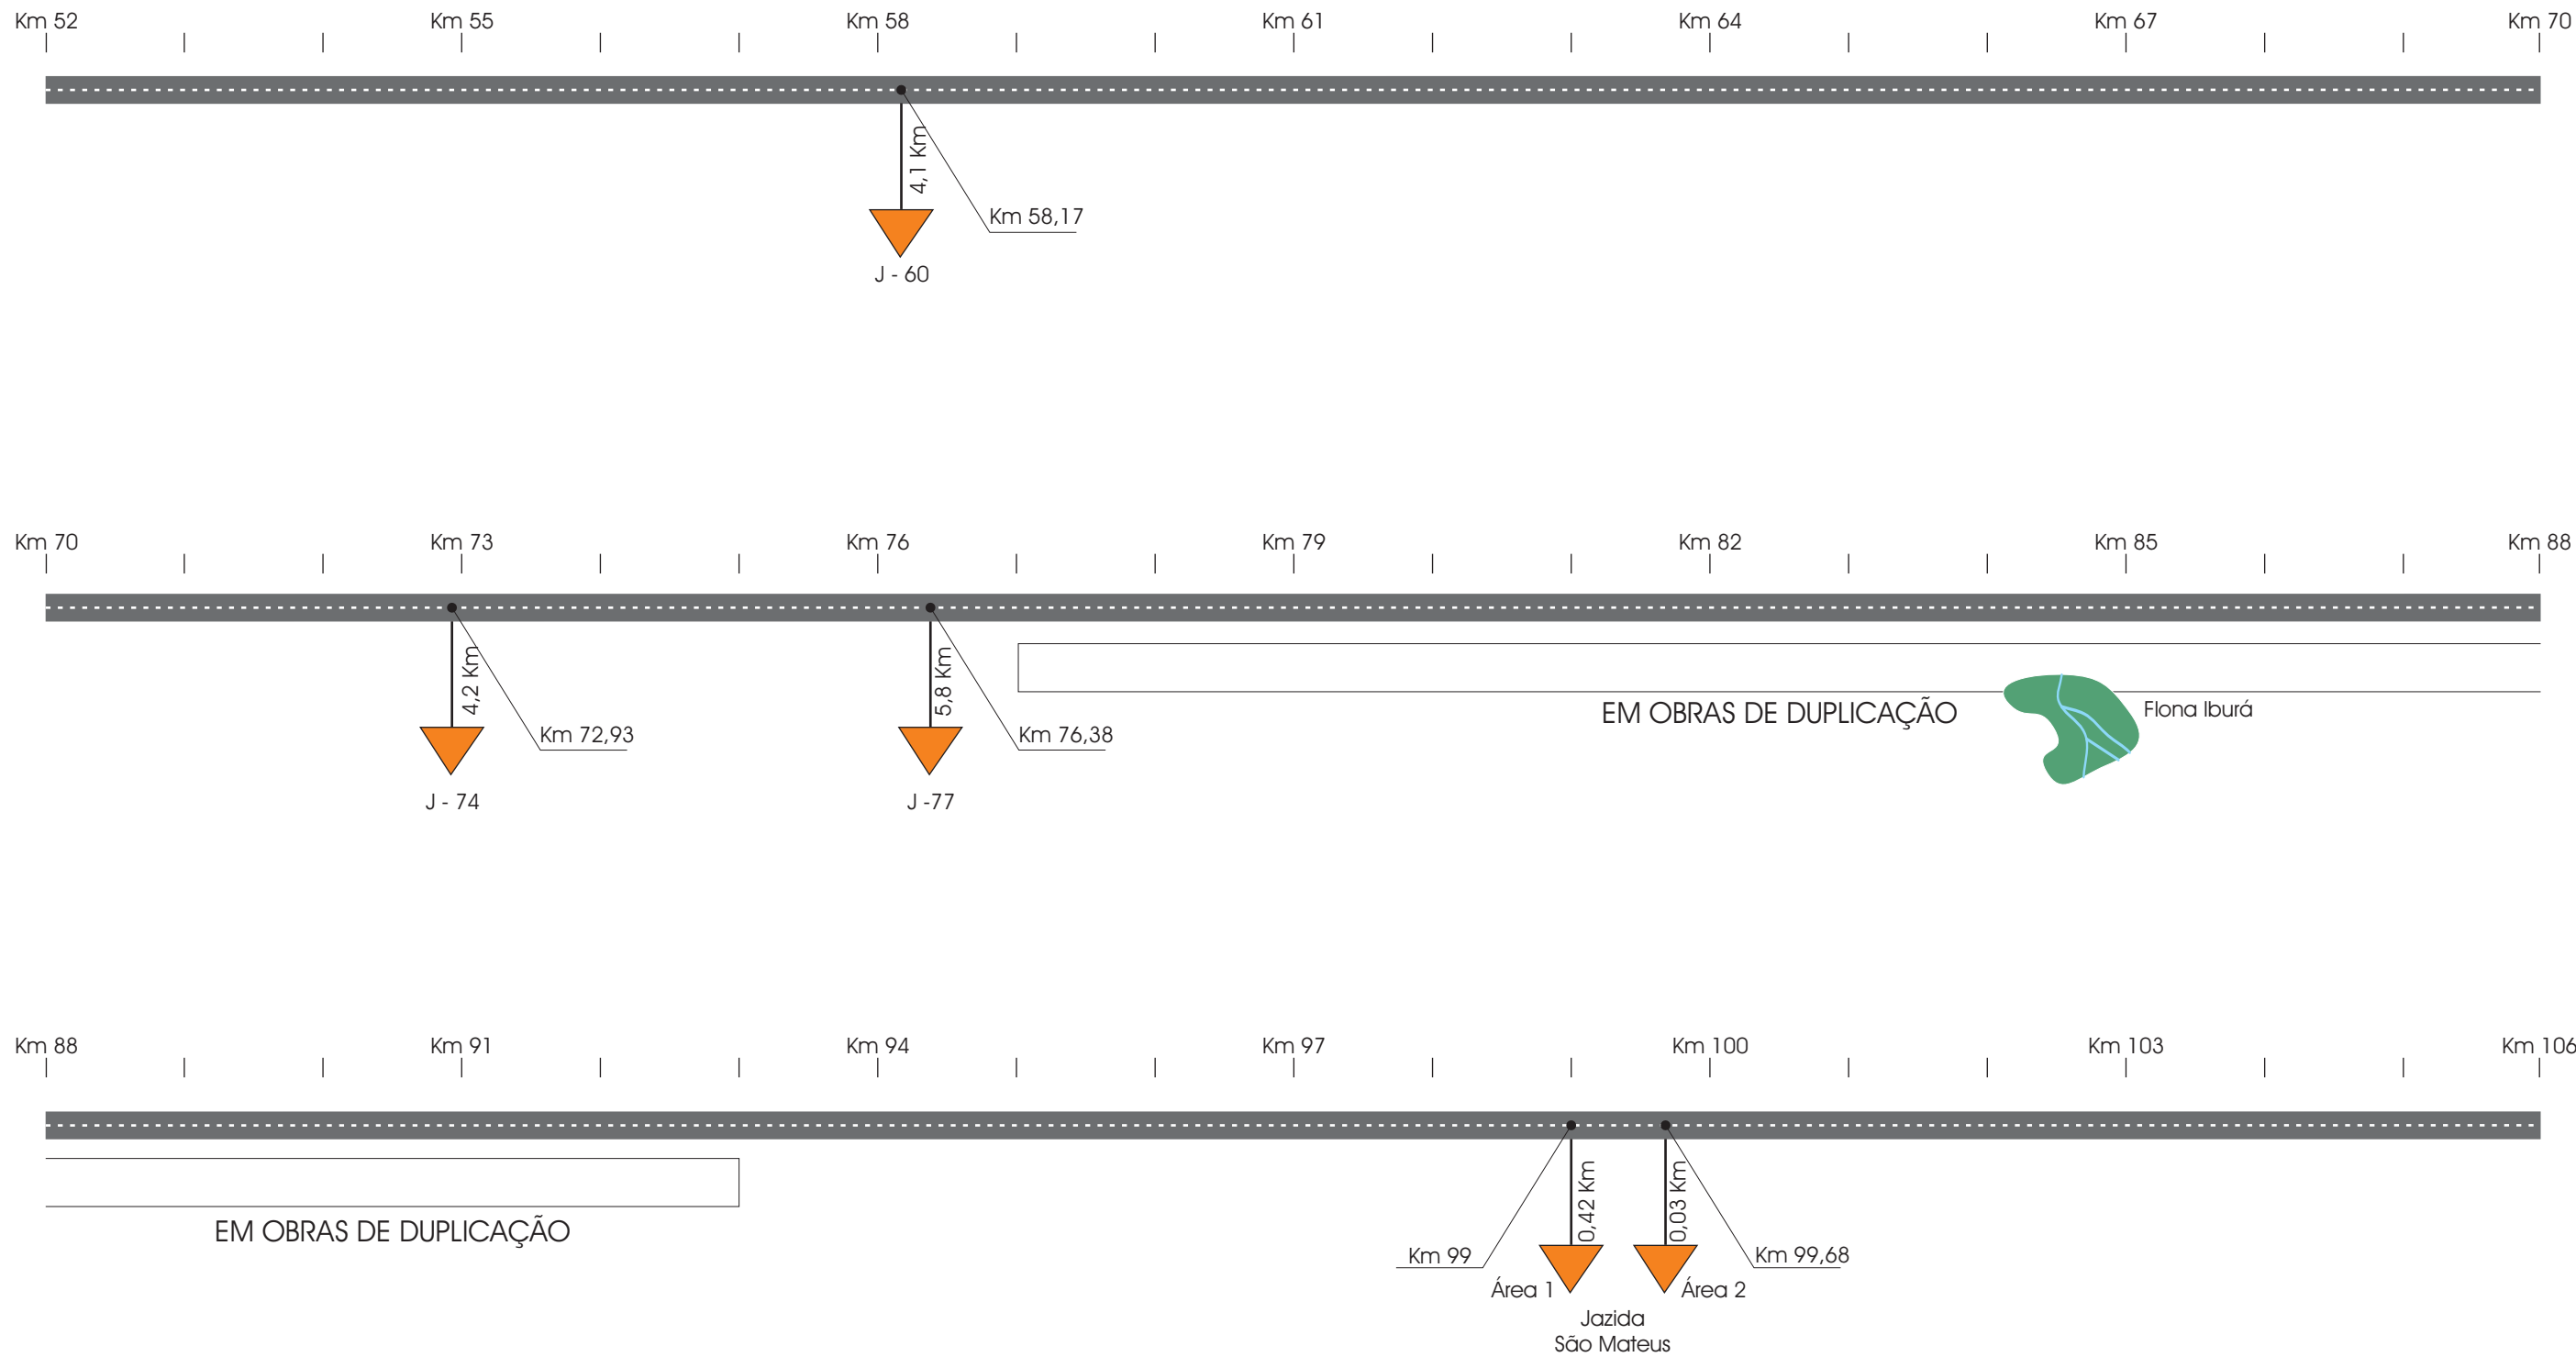 Km 52
Km 55
Km 58
Km 61
Km 64
Km 67
Km 70
4,1 Km
Km 58,17
J - 60
Km 70
Km 73
Km 76
Km 79
Km 82
Km 85
Km 88
4,2 Km
5,8 Km
EM OBRAS DE DUPLICAÇÃO
Flona Iburá
Km 72,93
Km 76,38
J - 74
J -77
Km 88
Km 91
Km 94
Km 97
Km 100
Km 103
Km 106
0,42 Km
0,03 Km
EM OBRAS DE DUPLICAÇÃO
Km 99
Km 99,68
Área 1
Área 2
Jazida
São Mateus